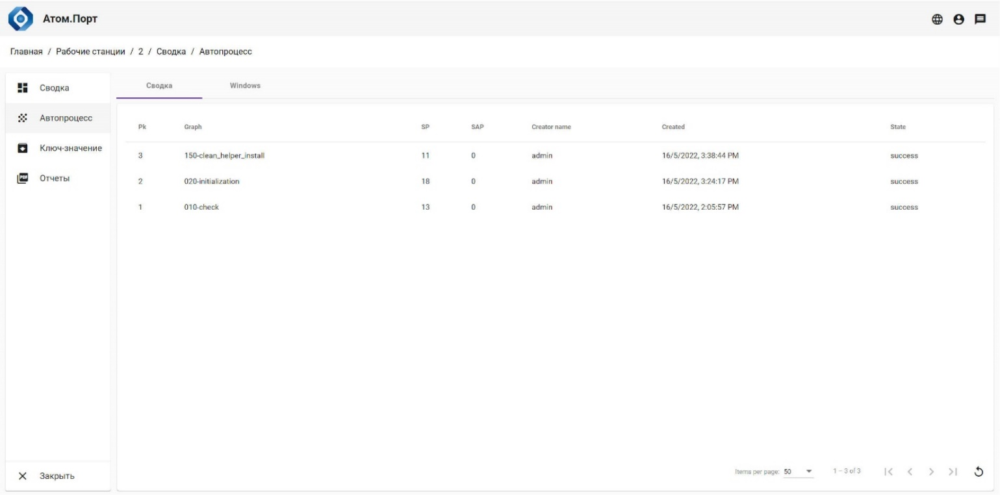 Атом.Порт
Главная / Рабочие станции / 2 / Сводка / Автопроцесс
Сводка
Автопроцесс
Ключ-значение
PDF Отчеты
Закрыть
Сводка Windows
Pk Graph SP SAP Creator name Created State
3 150-clean_helper_install 11 0 admin 16/5/2022, 3:38:44 PM success
2 020-initialization 18 0 admin 16/5/2022, 3:24:17 PM success
1 010-check 13 0 admin 16/5/2022, 2:05:57 PM success
Items per page: 50 1 – 3 of 3